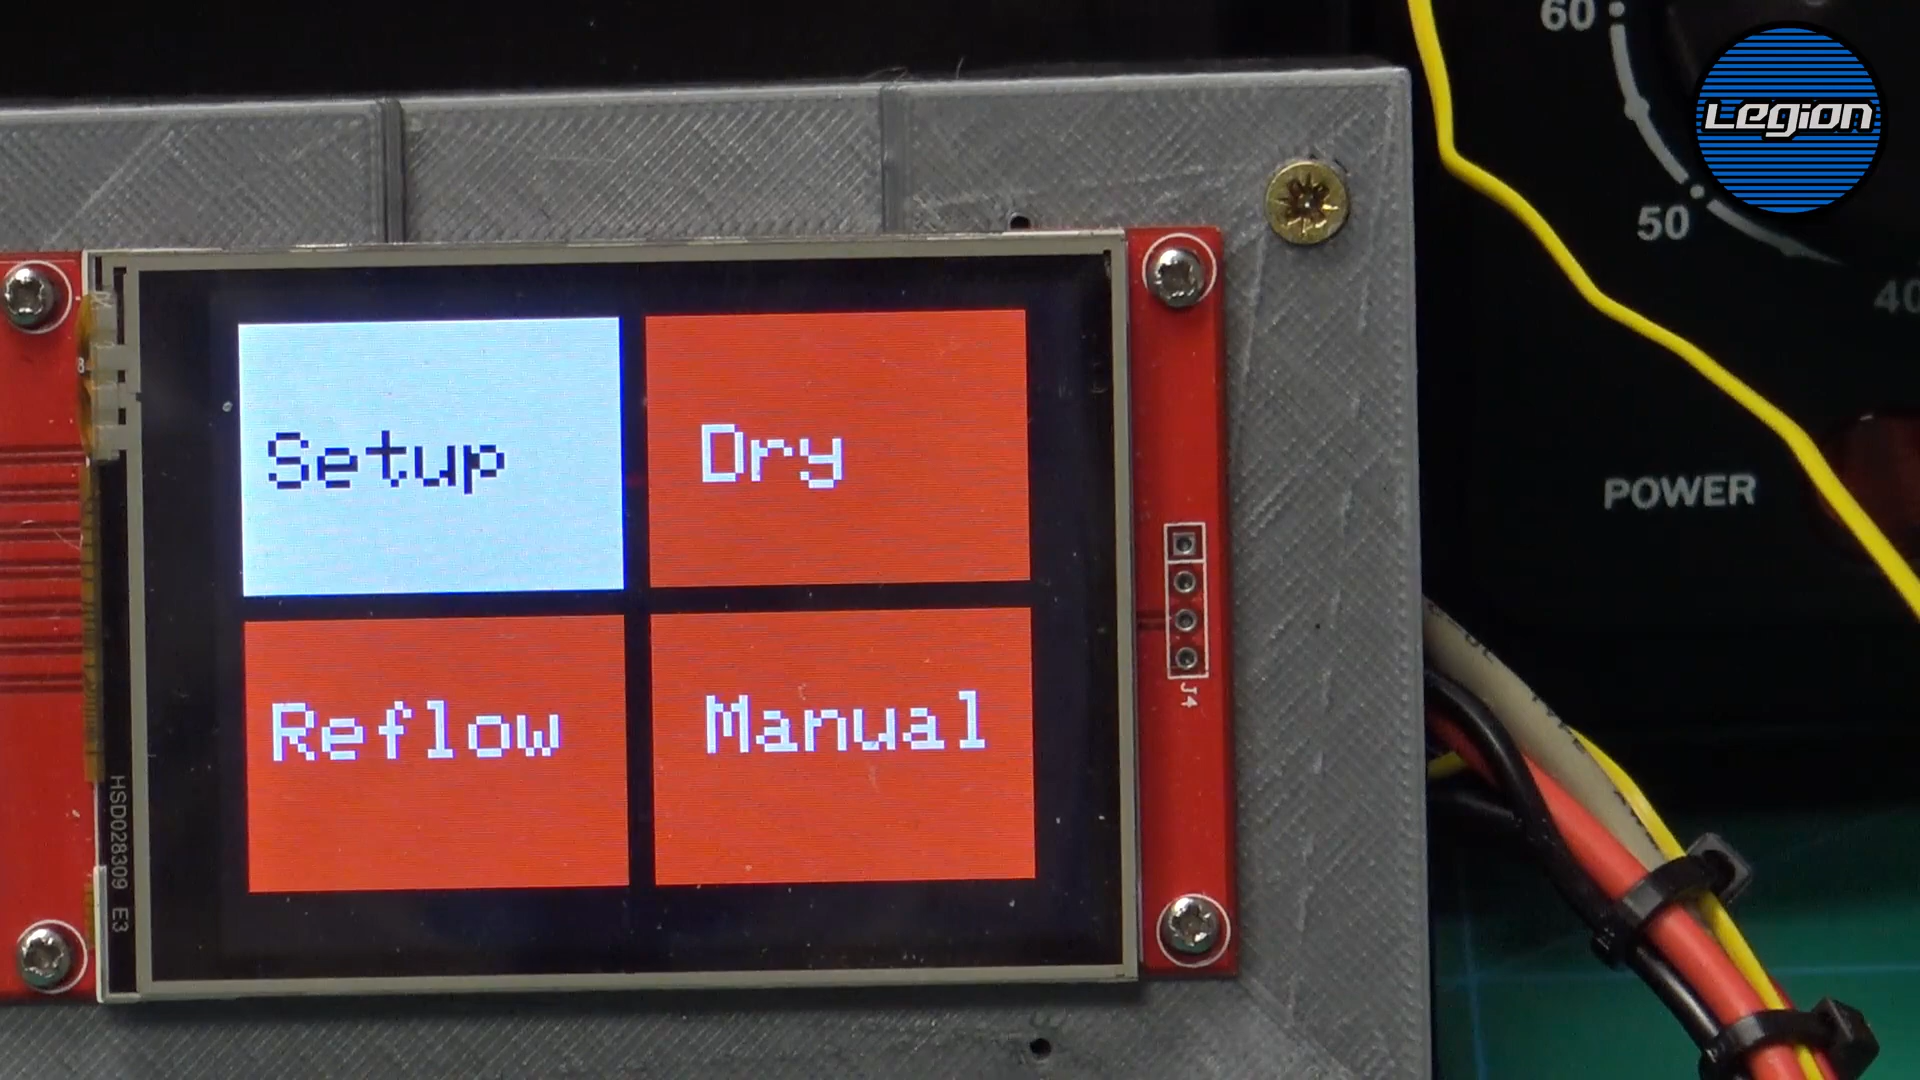 60
Legion
50
40
POWER
Setup
Dry
Reflow
Manual
J4
HSD028309 E3